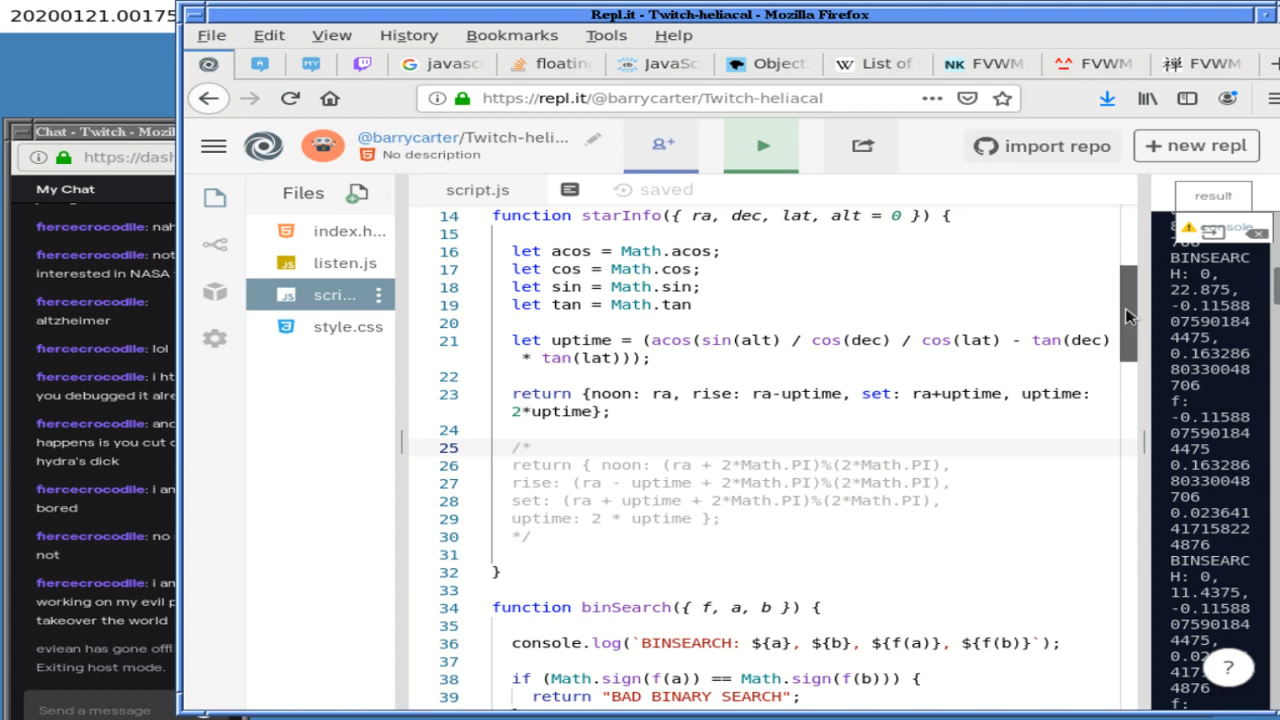 20200121.00175
Repl.it - Twitch-heliacal - Mozilla Firefox
File Edit View History Bookmarks Tools Help
javasc
floating
JavaSc
Object.
List of
NK FVWM
FVWM
禅 FVWM
https://repl.it/@barrycarter/Twitch-heliacal
@barrycarter/Twitch-heli...
No description
import repo
+ new repl
Chat - Twitch - Mozil
https://dash
My Chat
fiercecrocodile: nah
fiercecrocodile: not
interested in NASA
fiercecrocodile:
altzheimer
fiercecrocodile: lol
fiercecrocodile: i
you debugged it
fiercecrocodile: and
happens is you cut
hydra's dick
fiercecrocodile: i am
bored
fiercecrocodile: no
not
fiercecrocodile: i am
working on my evil
takeover the world
eviean has gone
Exiting host mode.
Send a message
Files
index.h...
listen.js
scri...
style.css
script.js
saved
14 function starInfo({ ra, dec, lat, alt = 0 }) {
15
16 let acos = Math.acos;
17 let cos = Math.cos;
18 let sin = Math.sin;
19 let tan = Math.tan
20
21 let uptime = (acos(sin(alt) / cos(dec) / cos(lat) - tan(dec)
* tan(lat)));
22
23 return {noon: ra, rise: ra-uptime, set: ra+uptime, uptime:
2*uptime};
24
25 /*
26 return { noon: (ra + 2*Math.PI)%(2*Math.PI),
27 rise: (ra - uptime + 2*Math.PI)%(2*Math.PI),
28 set: (ra + uptime + 2*Math.PI)%(2*Math.PI),
29 uptime: 2 * uptime };
30 */
31
32 }
33
34 function binSearch({ f, a, b }) {
35
36 console.log(`BINSEARCH: ${a}, ${b}, ${f(a)}, ${f(b)}`);
37
38 if (Math.sign(f(a)) == Math.sign(f(b))) {
39 return "BAD BINARY SEARCH";
result
console
BINSEARC
H: 0,
22.875,
-0.11588
07590184
4475,
0.163286
80330048
706
f:
-0.11588
07590184
4475
0.163286
80330048
706
0.023641
41715822
4876
BINSEARC
H: 0,
11.4375,
-0.11588
07590184
4475,
4876
f:
?